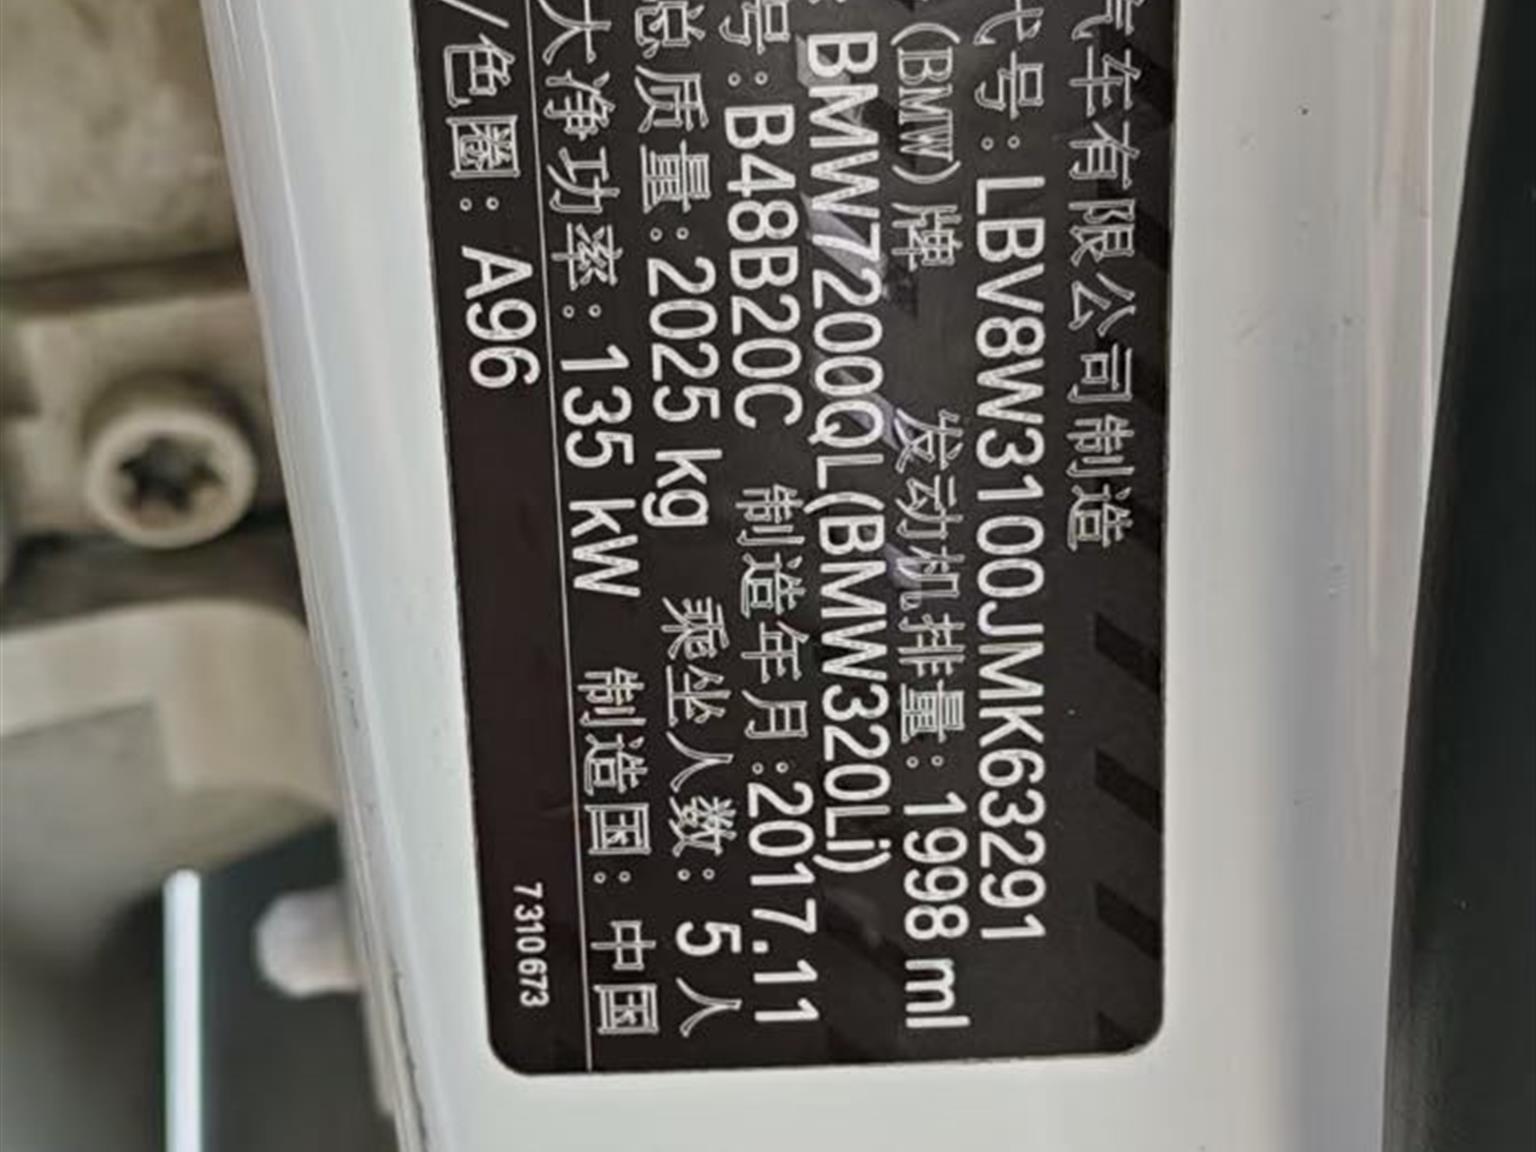 汽车有限公司制造
代号:LBV8W3100JMK63291
(BMW)牌 发动机排量:1998 ml
BMW7200QL(BMW320Li)
号:B48B20C 制造年月:2017.11
总质量:2025 kg 乘坐人数:5 人
大净功率:135 kW 制造国:中国
/色圈:A96
7310673